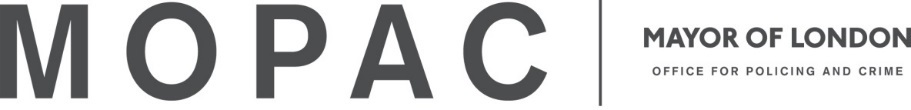 MOPAC
MAYOR OF LONDON
OFFICE FOR POLICING AND CRIME